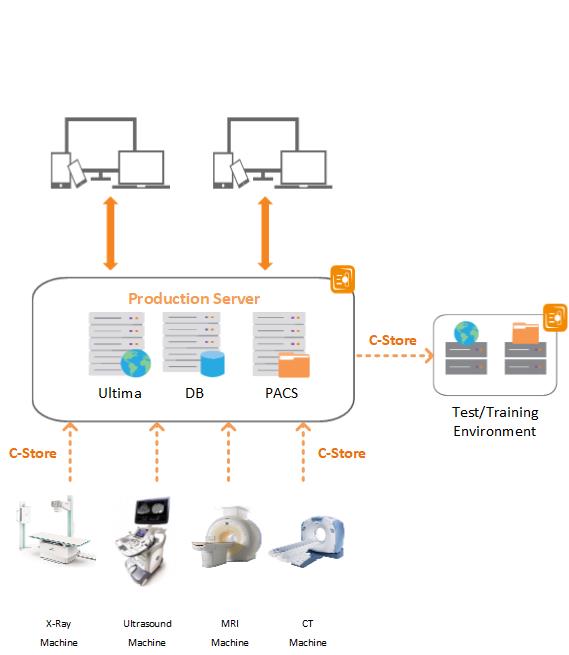 Production Server
Ultima
DB
PACS
C-Store
Test/Training
Environment
C-Store
C-Store
X-Ray
Machine
Ultrasound
Machine
MRI
Machine
CT
Machine